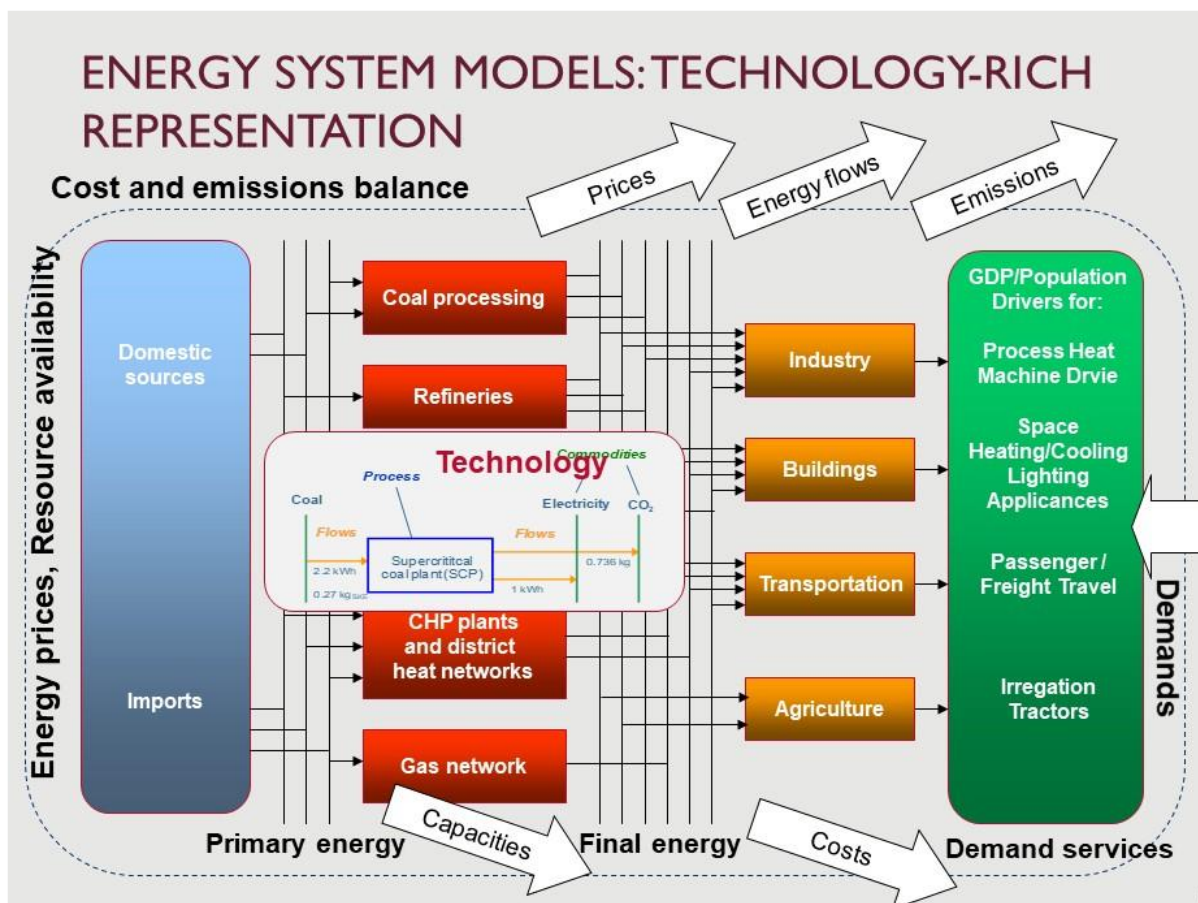 ENERGY SYSTEM MODELS: TECHNOLOGY-RICH
REPRESENTATION
Cost and emissions balance
Prices
Energy flows
Emissions
Energy prices, Resource availability
Domestic
sources
Imports
Coal processing
Refineries
Technology
Commodities
Process
Coal
Electricity
CO₂
Flows
Flows
Supercritital
coal plant(SCP)
2.2 kWh
0.736 kg
1 kWh
0.27 kg
CHP plants
and district
heat networks
Gas network
Industry
Buildings
Transportation
Agriculture
GDP/Population
Drivers for:
Process Heat
Machine Drvie
Space
Heating/Cooling
Lighting
Applicances
Passenger /
Freight Travel
Irregation
Tractors
Demands
Primary energy
Capacities
Final energy
Costs
Demand services